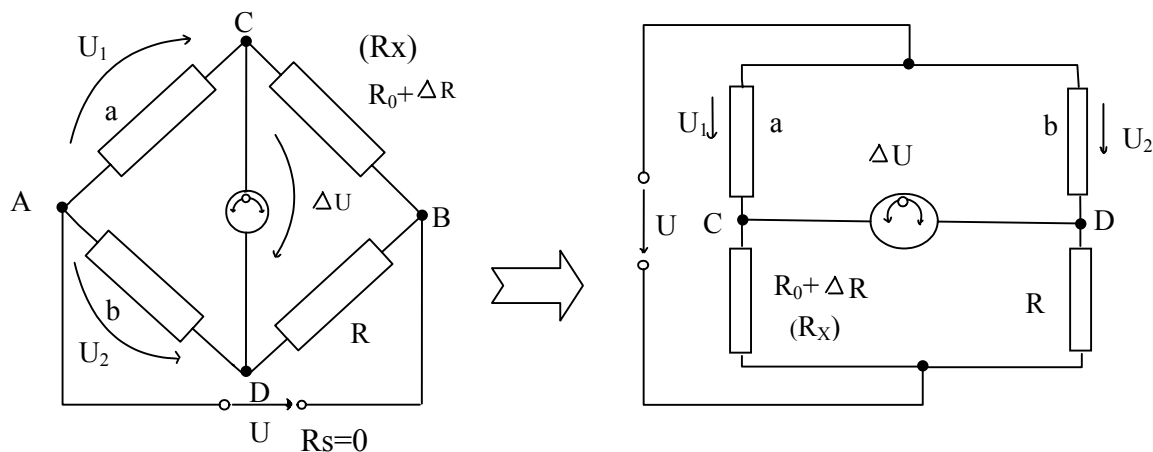 C
U₁
(Rx)
R₀+ΔR
a
A
ΔU
B
b
R
U₂
D
U
Rs=0
U₁
a
b
U₂
ΔU
U
C
D
R₀+ΔR
(Rₓ)
R